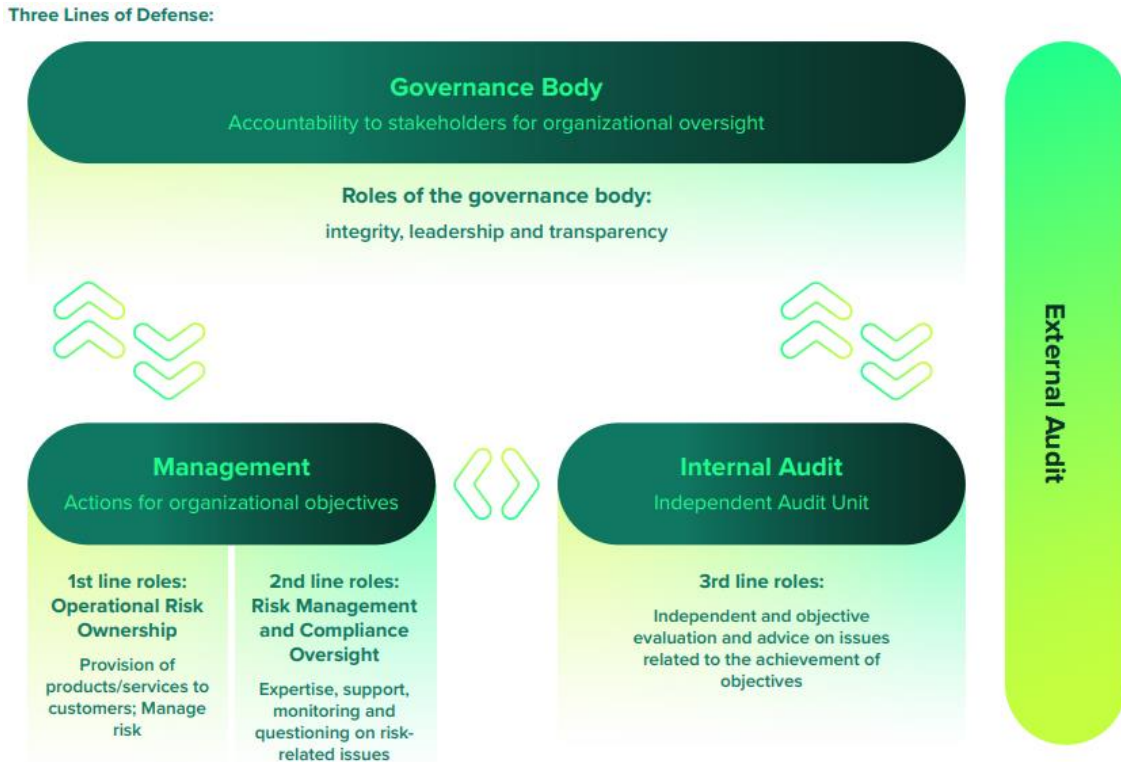 Three Lines of Defense:
Governance Body
Accountability to stakeholders for organizational oversight
Roles of the governance body:
integrity, leadership and transparency
Management
Actions for organizational objectives
1st line roles:
Operational Risk
Ownership
Provision of
products/services to
customers; Manage
risk
2nd line roles:
Risk Management
and Compliance
Oversight
Expertise, support,
monitoring and
questioning on risk-
related issues
Internal Audit
Independent Audit Unit
3rd line roles:
Independent and objective
evaluation and advice on issues
related to the achievement of
objectives
External Audit